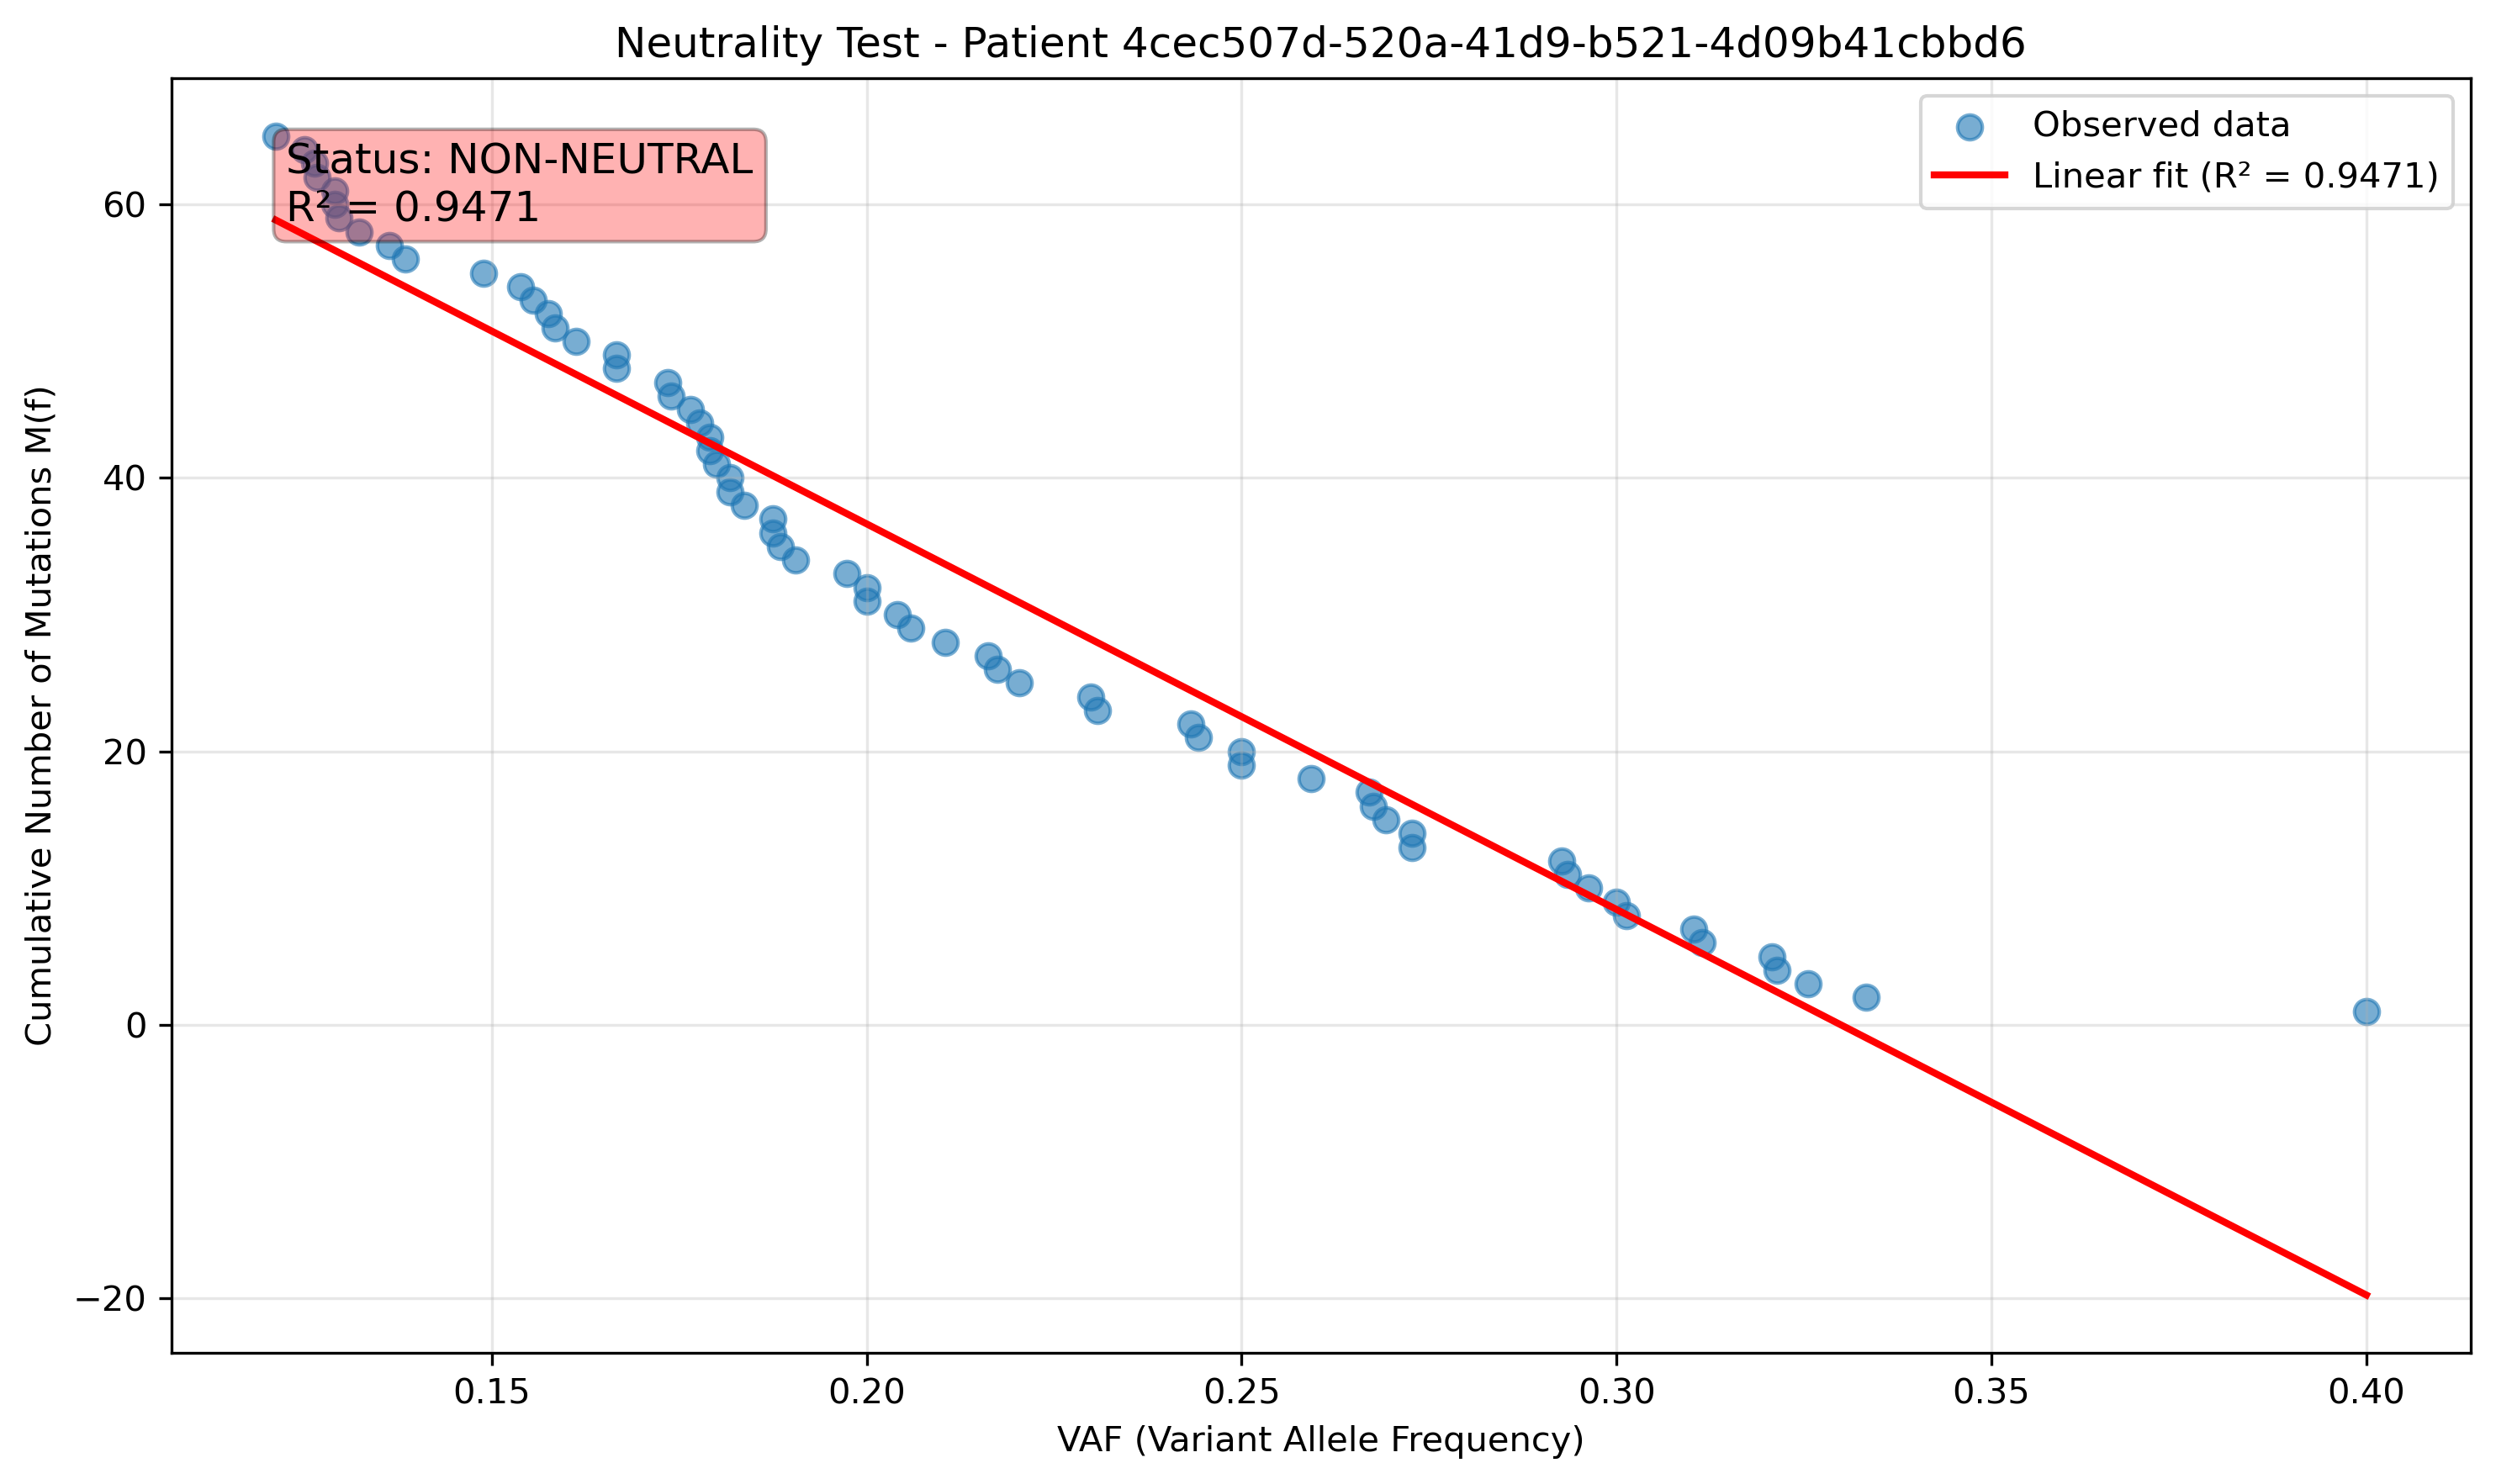 Neutrality Test - Patient 4cec507d-520a-41d9-b521-4d09b41cbbd6
Observed data
Linear fit (R² = 0.9471)
Status: NON-NEUTRAL
R² = 0.9471
Cumulative Number of Mutations M(f)
60
40
20
0
−20
0.15 0.20 0.25 0.30 0.35 0.40
VAF (Variant Allele Frequency)